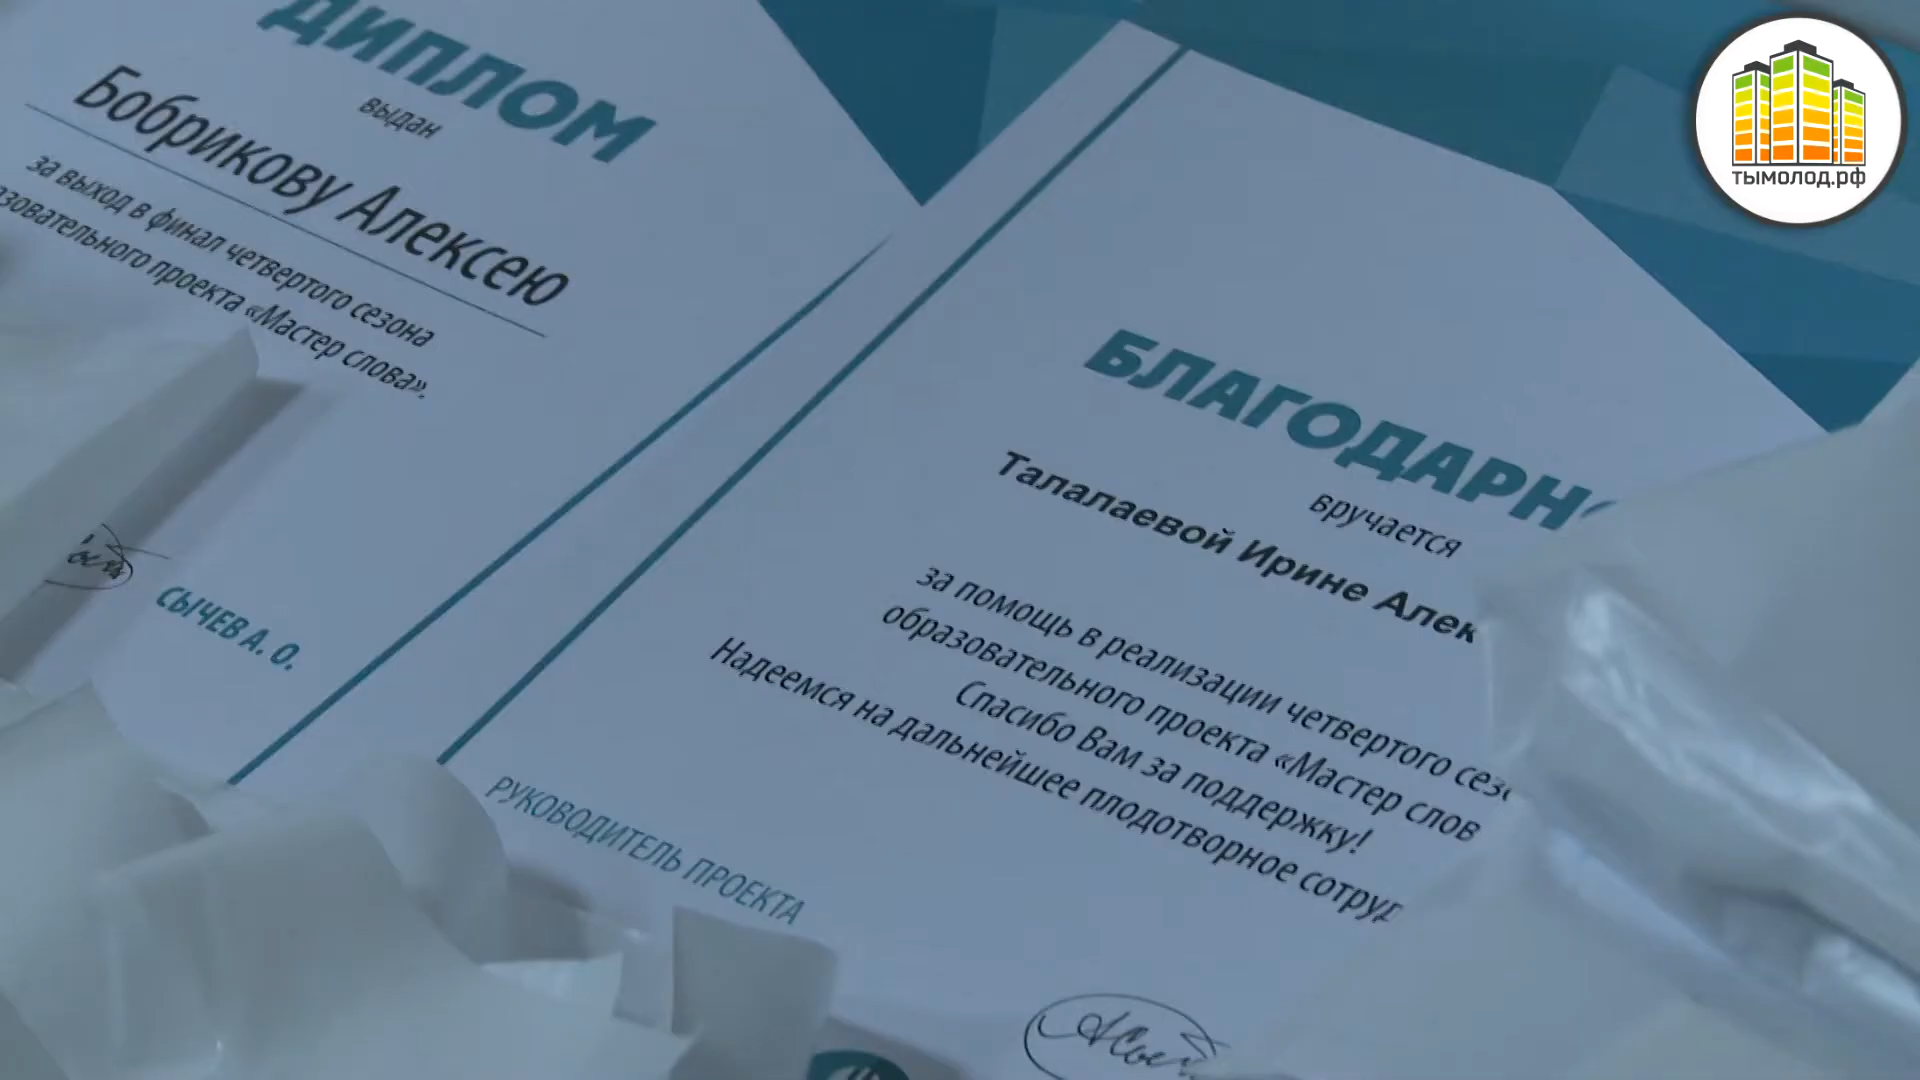 ДИПЛОМ
выдан
Бобрикову Алексею
за выход в финал четвертого сезона
проекта «Мастер слова».
СЫЧЕВ А. О.
БЛАГОДАРН
вручается
Талалаевой Ирине Алек
за помощь в реализации четвертого сез
образовательного проекта «Мастер слов
Спасибо Вам за поддержку!
Надеемся на дальнейшее плодотворное сотруд
РУКОВОДИТЕЛЬ ПРОЕКТА
ТЫМОЛОД.РФ